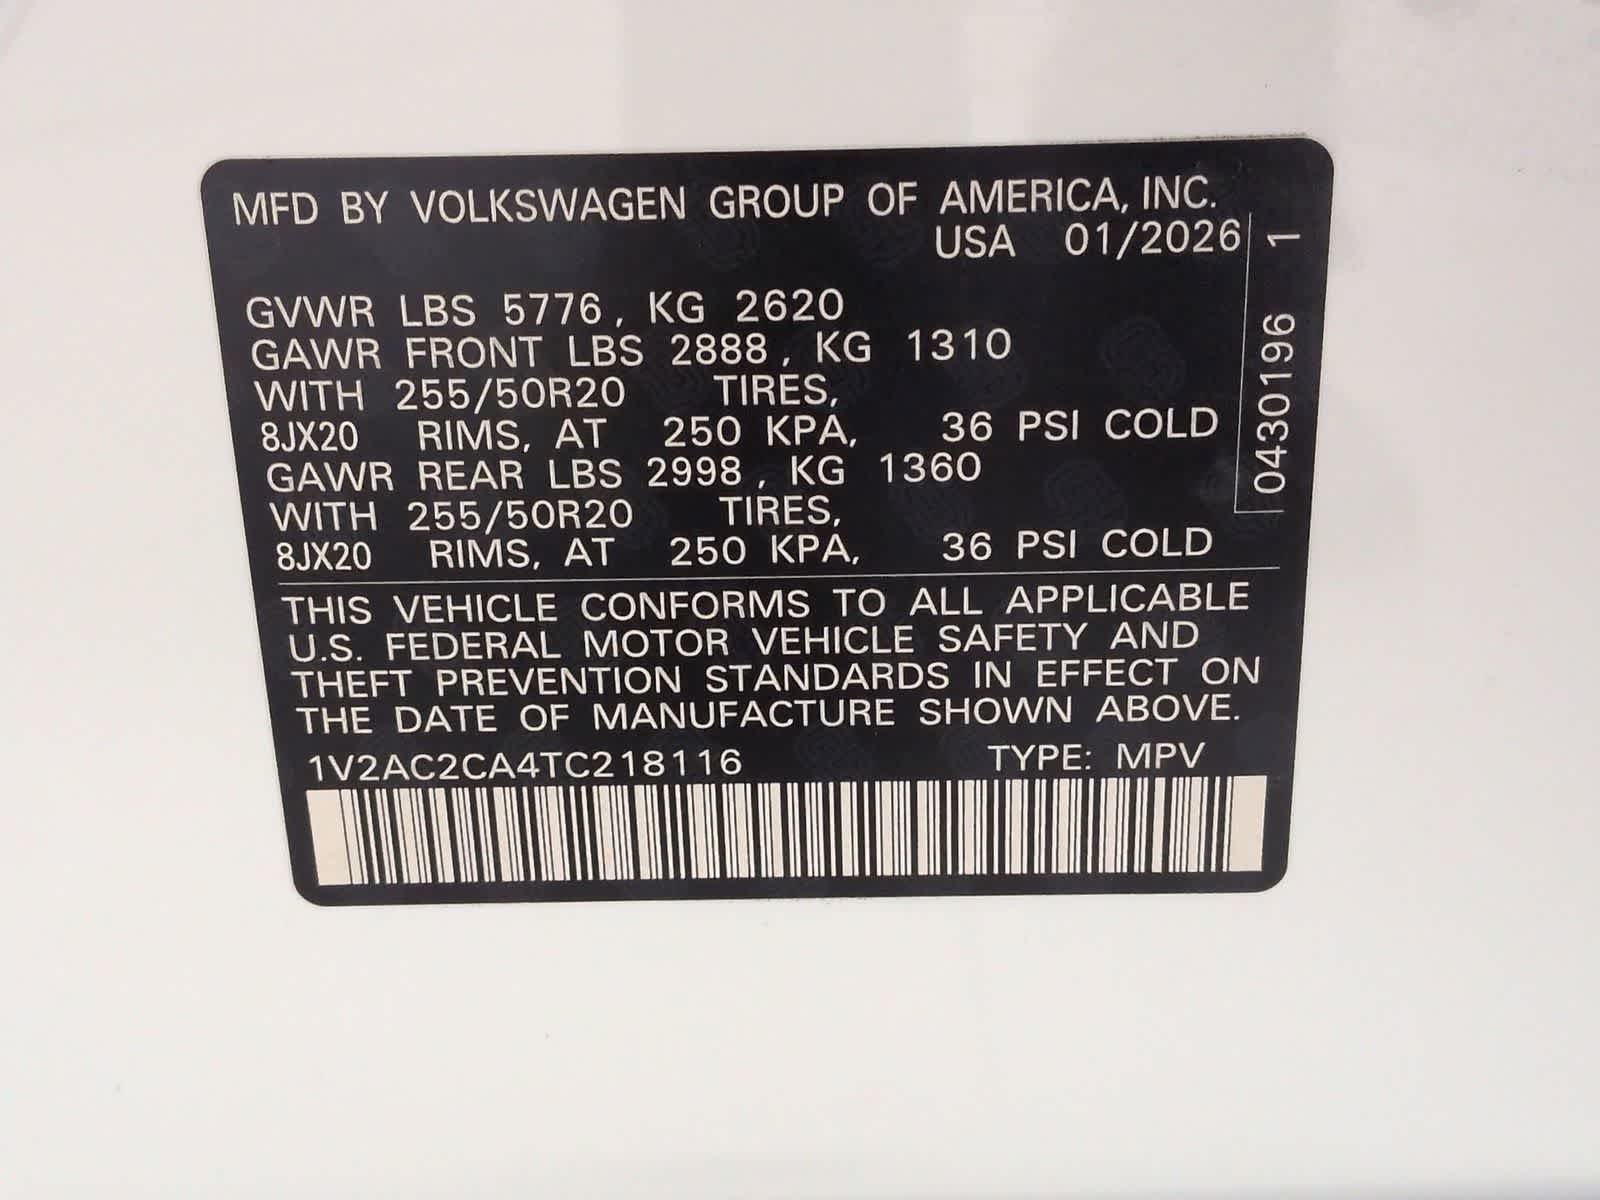 MFD BY VOLKSWAGEN GROUP OF AMERICA, INC.
USA 01/2026
GVWR LBS 5776, KG 2620
GAWR FRONT LBS 2888, KG 1310
WITH 255/50R20 TIRES,
8JX20 RIMS, AT 250 KPA, 36 PSI COLD
GAWR REAR LBS 2998, KG 1360
WITH 255/50R20 TIRES,
8JX20 RIMS, AT 250 KPA, 36 PSI COLD
0430196 1
THIS VEHICLE CONFORMS TO ALL APPLICABLE
U.S. FEDERAL MOTOR VEHICLE SAFETY AND
THEFT PREVENTION STANDARDS IN EFFECT ON
THE DATE OF MANUFACTURE SHOWN ABOVE.
1V2AC2CA4TC218116 TYPE: MPV